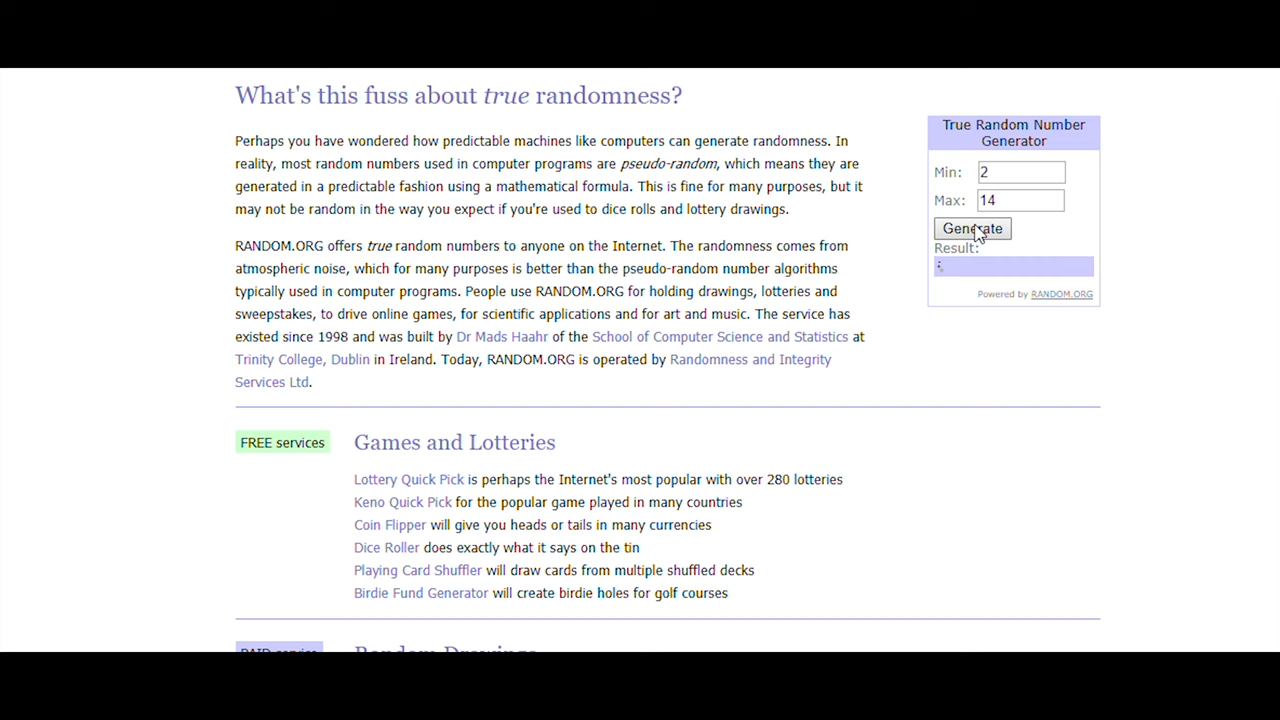 What's this fuss about true randomness?
Perhaps you have wondered how predictable machines like computers can generate randomness. In
reality, most random numbers used in computer programs are pseudo-random, which means they are
generated in a predictable fashion using a mathematical formula. This is fine for many purposes, but it
may not be random in the way you expect if you're used to dice rolls and lottery drawings.
RANDOM.ORG offers true random numbers to anyone on the Internet. The randomness comes from
atmospheric noise, which for many purposes is better than the pseudo-random number algorithms
typically used in computer programs. People use RANDOM.ORG for holding drawings, lotteries and
sweepstakes, to drive online games, for scientific applications and for art and music. The service has
existed since 1998 and was built by Dr Mads Haahr of the School of Computer Science and Statistics at
Trinity College, Dublin in Ireland. Today, RANDOM.ORG is operated by Randomness and Integrity
Services Ltd.
True Random Number
Generator
Min: 2
Max: 14
Generate
Result:
Powered by RANDOM.ORG
FREE services
Games and Lotteries
Lottery Quick Pick is perhaps the Internet's most popular with over 280 lotteries
Keno Quick Pick for the popular game played in many countries
Coin Flipper will give you heads or tails in many currencies
Dice Roller does exactly what it says on the tin
Playing Card Shuffler will draw cards from multiple shuffled decks
Birdie Fund Generator will create birdie holes for golf courses
PAID service
Random Drawings